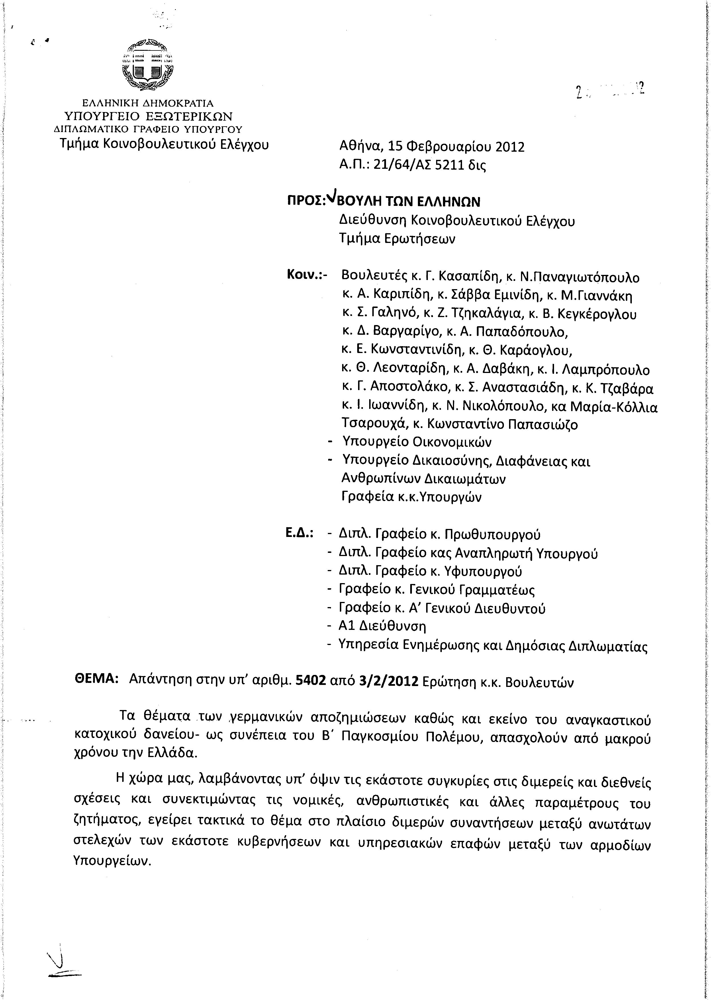 ΕΛΛΗΝΙΚΗ ΔΗΜΟΚΡΑΤΙΑ
ΥΠΟΥΡΓΕΙΟ ΕΞΩΤΕΡΙΚΩΝ
ΔΙΠΛΩΜΑΤΙΚΟ ΓΡΑΦΕΙΟ ΥΠΟΥΡΓΟΥ
Τμήμα Κοινοβουλευτικού Ελέγχου
Αθήνα, 15 Φεβρουαρίου 2012
Α.Π.: 21/64/ΑΣ 5211 δις
ΠΡΟΣ: ΒΟΥΛΗ ΤΩΝ ΕΛΛΗΝΩΝ
Διεύθυνση Κοινοβουλευτικού Ελέγχου
Τμήμα Ερωτήσεων
Κοιν.:- Βουλευτές κ. Γ. Κασαπίδη, κ. Ν.Παναγιωτόπουλο
κ. Α. Καριπίδη, κ. Σάββα Εμινίδη, κ. Μ.Γιαννάκη
κ. Σ. Γαληνό, κ. Ζ. Τζηκαλάγια, κ. Β. Κεγκέρογλου
κ. Δ. Βαργαρίγο, κ. Α. Παπαδόπουλο,
κ. Ε. Κωνσταντινίδη, κ. Θ. Καράογλου,
κ. Θ. Λεονταρίδη, κ. Α. Δαβάκη, κ. Ι. Λαμπρόπουλο
κ. Γ. Αποστολάκο, κ. Σ. Αναστασιάδη, κ. Κ. Τζαβάρα
κ. Ι. Ιωαννίδη, κ. Ν. Νικολόπουλο, κα Μαρία-Κόλλια
Τσαρουχά, κ. Κωνσταντίνο Παπασιώζο
- Υπουργείο Οικονομικών
- Υπουργείο Δικαιοσύνης, Διαφάνειας και
Ανθρωπίνων Δικαιωμάτων
Γραφεία κ.κ.Υπουργών
Ε.Δ.: - Διπλ. Γραφείο κ. Πρωθυπουργού
- Διπλ. Γραφείο κας Αναπληρωτή Υπουργού
- Διπλ. Γραφείο κ. Υφυπουργού
- Γραφείο κ. Γενικού Γραμματέως
- Γραφείο κ. Α' Γενικού Διευθυντού
- Α1 Διεύθυνση
- Υπηρεσία Ενημέρωσης και Δημόσιας Διπλωματίας
ΘΕΜΑ: Απάντηση στην υπ' αριθμ. 5402 από 3/2/2012 Ερώτηση κ.κ. Βουλευτών
Τα θέματα των γερμανικών αποζημιώσεων καθώς και εκείνο του αναγκαστικού
κατοχικού δανείου- ως συνέπεια του Β' Παγκοσμίου Πολέμου, απασχολούν από μακρού
χρόνου την Ελλάδα.
Η χώρα μας, λαμβάνοντας υπ' όψιν τις εκάστοτε συγκυρίες στις διμερείς και διεθνείς
σχέσεις και συνεκτιμώντας τις νομικές, ανθρωπιστικές και άλλες παραμέτρους του
ζητήματος, εγείρει τακτικά το θέμα στο πλαίσιο διμερών συναντήσεων μεταξύ ανωτάτων
στελεχών των εκάστοτε κυβερνήσεων και υπηρεσιακών επαφών μεταξύ των αρμοδίων
Υπουργείων.